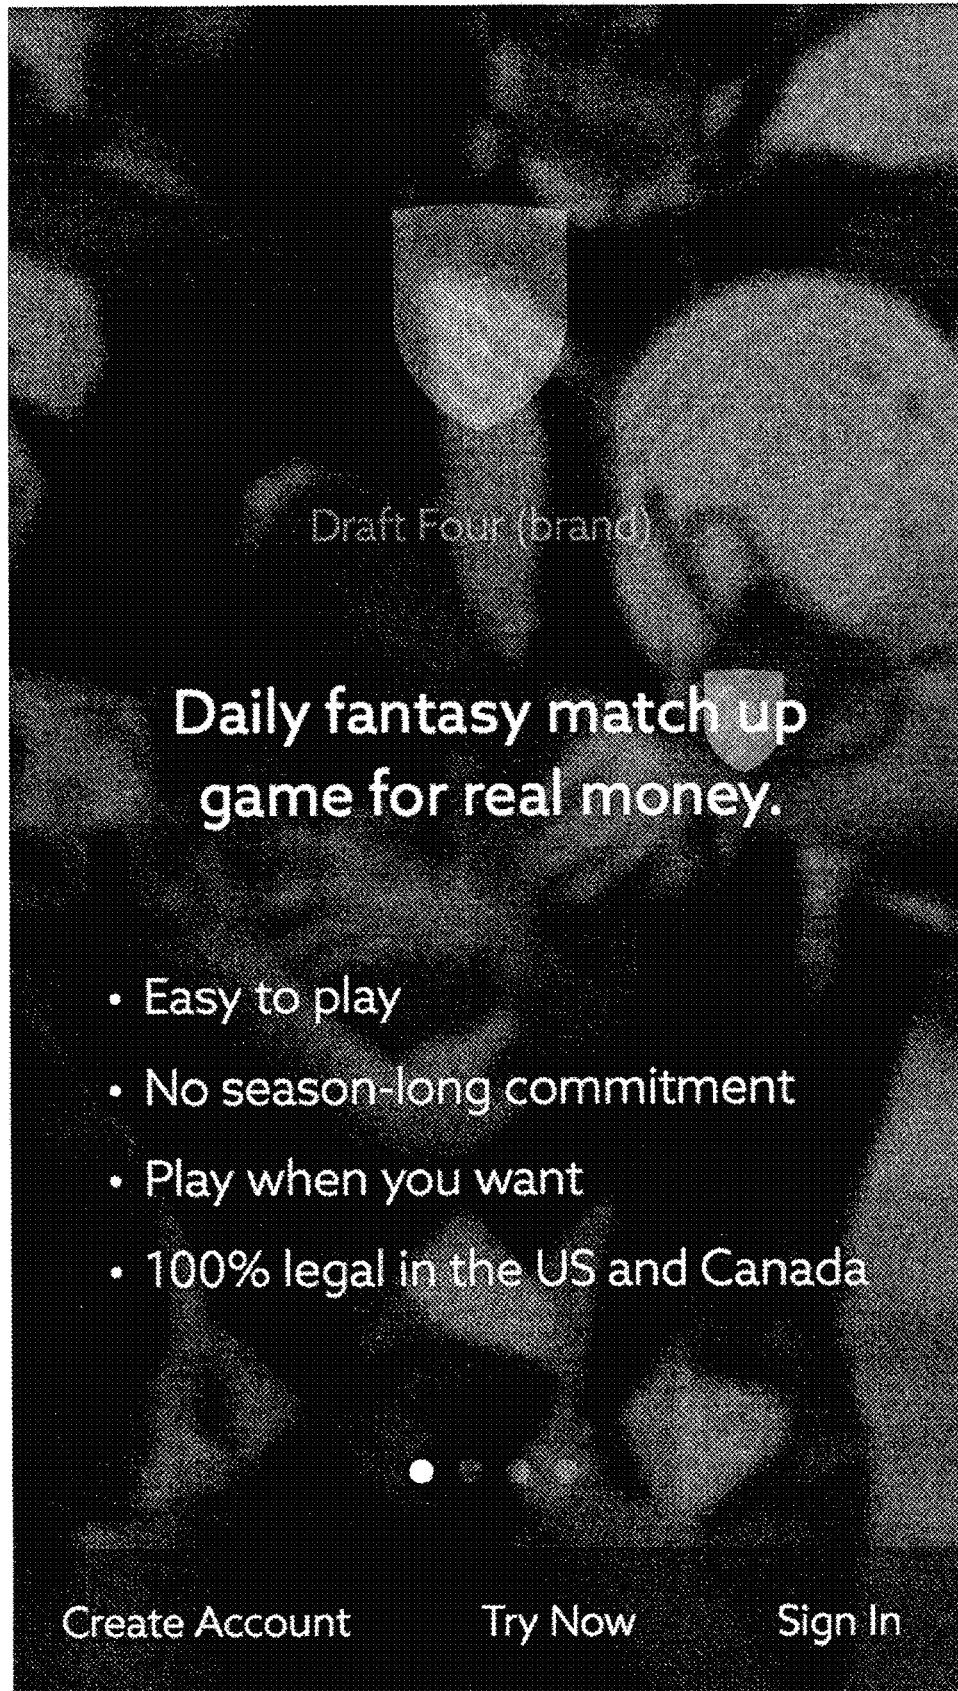 Draft Four (brand)
Daily fantasy match up
game for real money.
• Easy to play
• No season-long commitment
• Play when you want
• 100% legal in the US and Canada
Create Account Try Now Sign In